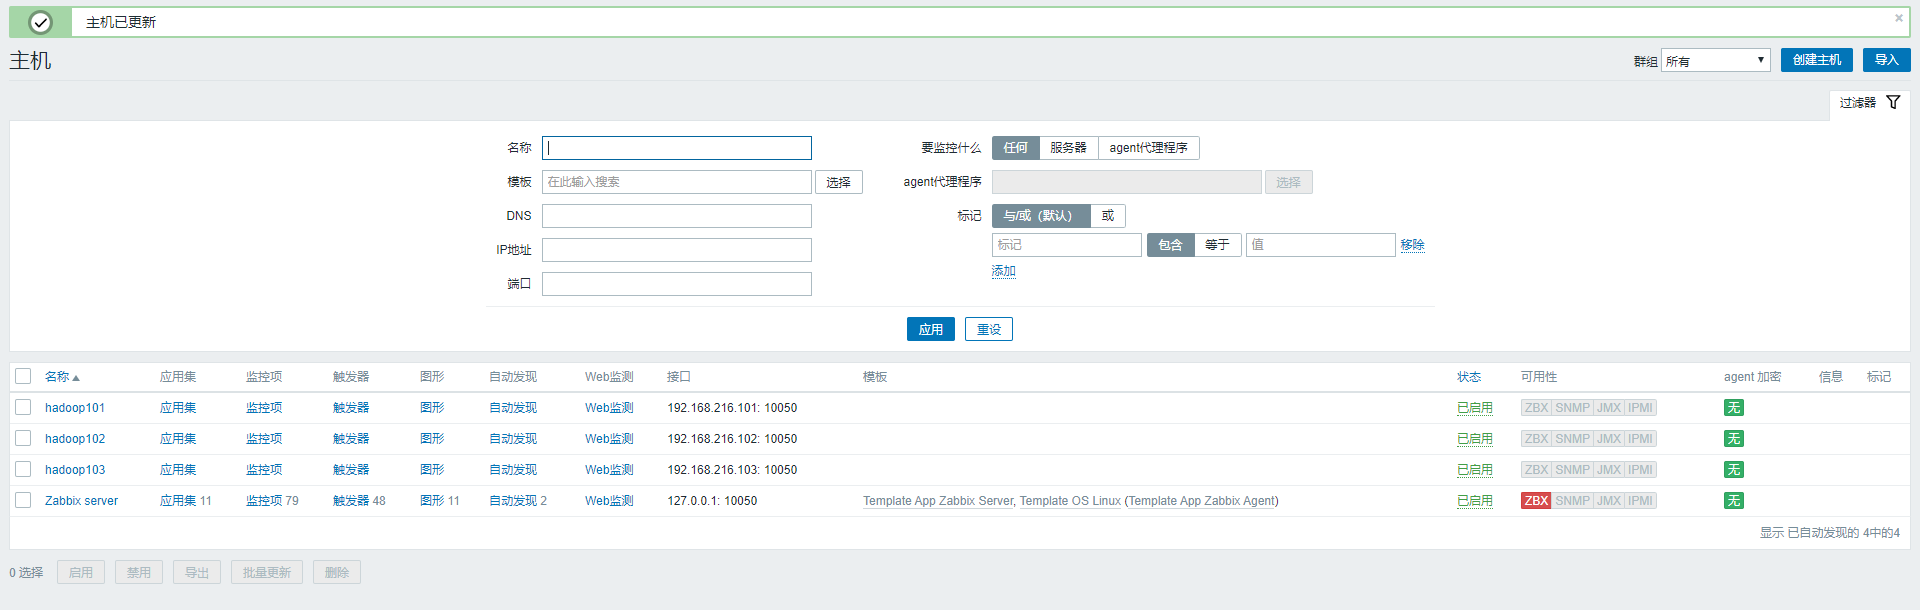 主机已更新 ×
主机 群组 所有 创建主机 导入
过滤器
名称 要监控什么 任何 服务器 agent代理程序
模板 在此输入搜索 选择 agent代理程序 选择
DNS 标记 与/或（默认） 或
标记 包含 等于 值 移除
IP地址
添加
端口
应用 重设
名称 应用集 监控项 触发器 图形 自动发现 Web监测 接口 模板 状态 可用性 agent 加密 信息 标记
hadoop101 应用集 监控项 触发器 图形 自动发现 Web监测 192.168.216.101: 10050 已启用 ZBX SNMP JMX IPMI 无
hadoop102 应用集 监控项 触发器 图形 自动发现 Web监测 192.168.216.102: 10050 已启用 ZBX SNMP JMX IPMI 无
hadoop103 应用集 监控项 触发器 图形 自动发现 Web监测 192.168.216.103: 10050 已启用 ZBX SNMP JMX IPMI 无
Zabbix server 应用集 11 监控项 79 触发器 48 图形 11 自动发现 2 Web监测 127.0.0.1: 10050 Template App Zabbix Server, Template OS Linux (Template App Zabbix Agent) 已启用 ZBX SNMP JMX IPMI 无
显示 已自动发现的 4中的4
0 选择 启用 禁用 导出 批量更新 删除